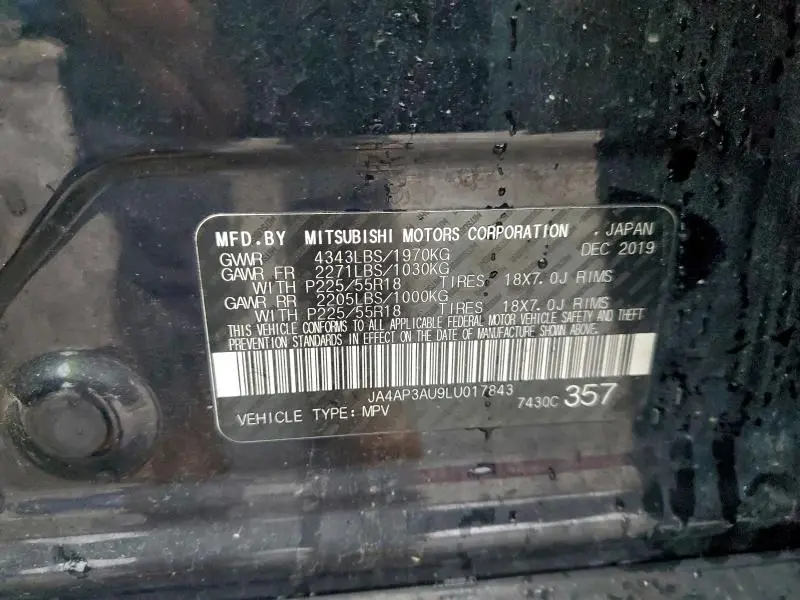 MFD.BY MITSUBISHI MOTORS CORPORATION . JAPAN
GVWR 4343LBS/1970KG DEC 2019
GAWR FR 2271LBS/1030KG
WITH P225/55R18 TIRES 18X7.0J RIMS
GAWR RR 2205LBS/1000KG
WITH P225/55R18 TIRES 18X7.0J RIMS
THIS VEHICLE CONFORMS TO ALL APPLICABLE FEDERAL MOTOR VEHICLE SAFETY AND THEFT
PREVENTION STANDARDS IN EFFECT ON THE DATE OF MANUFACTURE SHOWN ABOVE.
JA4AP3AU9LU017843
VEHICLE TYPE: MPV 7430C 357